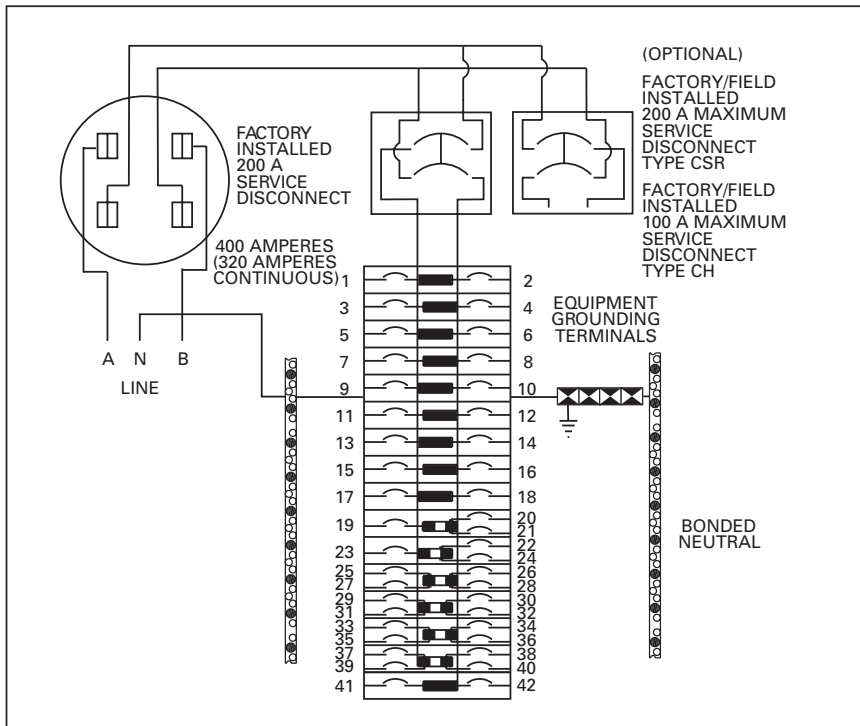 (OPTIONAL)
FACTORY/FIELD
INSTALLED
200 A MAXIMUM
SERVICE
DISCONNECT
TYPE CSR
FACTORY/FIELD
INSTALLED
100 A MAXIMUM
SERVICE
DISCONNECT
TYPE CH
FACTORY
INSTALLED
200 A
SERVICE
DISCONNECT
400 AMPERES
(320 AMPERES
CONTINUOUS)
A N B
LINE
EQUIPMENT
GROUNDING
TERMINALS
BONDED
NEUTRAL
1 2
3 4
5 6
7 8
9 10
11 12
13 14
15 16
17 18
19 20
21
23 22
24
25 26
27 28
29 30
31 32
33 34
35 36
37 38
39 40
41 42